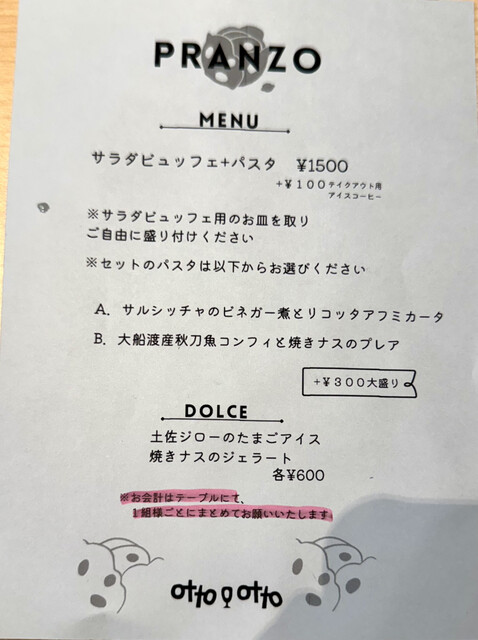 PRANZO
MENU
サラダビュッフェ+パスタ ¥1500
+¥100テイクアウト用
アイスコーヒー
※サラダビュッフェ用のお皿を取り
ご自由に盛り付けください
※セットのパスタは以下からお選びください
A. サルシッチャのビネガー煮とリコッタアフミカータ
B. 大船渡産秋刀魚コンフィと焼きナスのプレア
+¥300大盛り
DOLCE
土佐ジローのたまごアイス
焼きナスのジェラート
各¥600
※お会計はテーブルにて、
1組様ごとにまとめてお願いいたします
otto otto